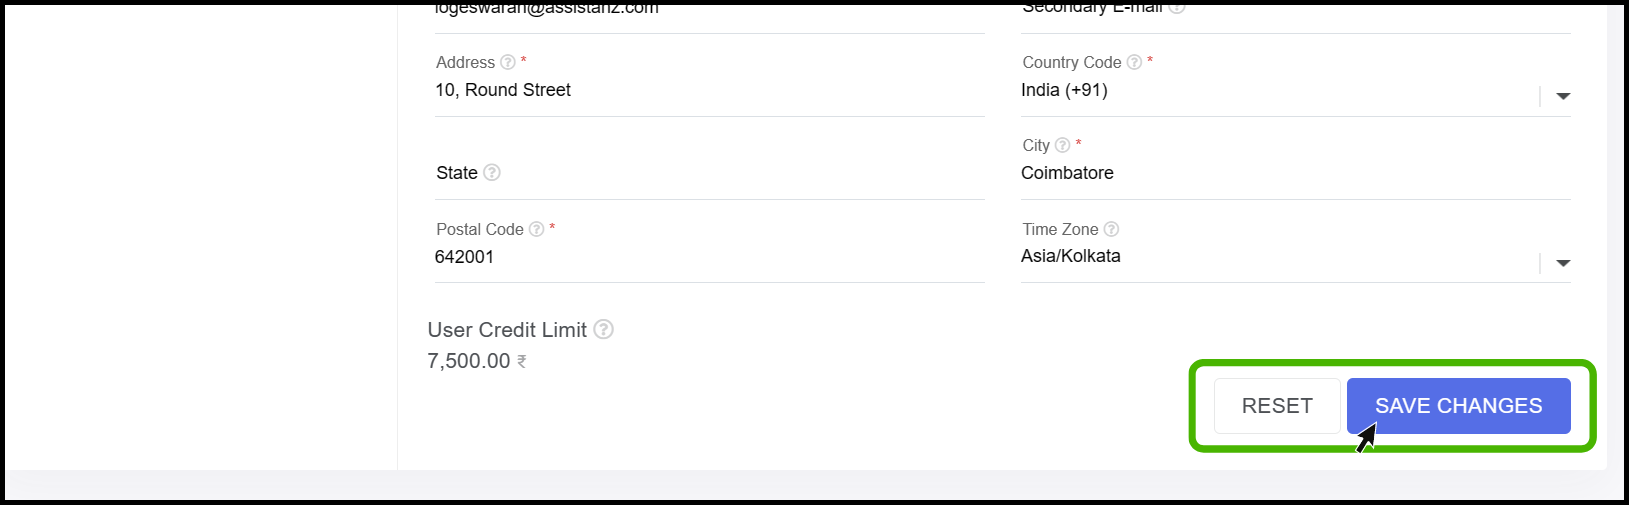 logeswaran@assistanz.com
Secondary E-mail
Address *
Country Code *
10, Round Street
India (+91)
City *
State
Coimbatore
Postal Code *
Time Zone
642001
Asia/Kolkata
User Credit Limit
7,500.00 ₹
RESET
SAVE CHANGES